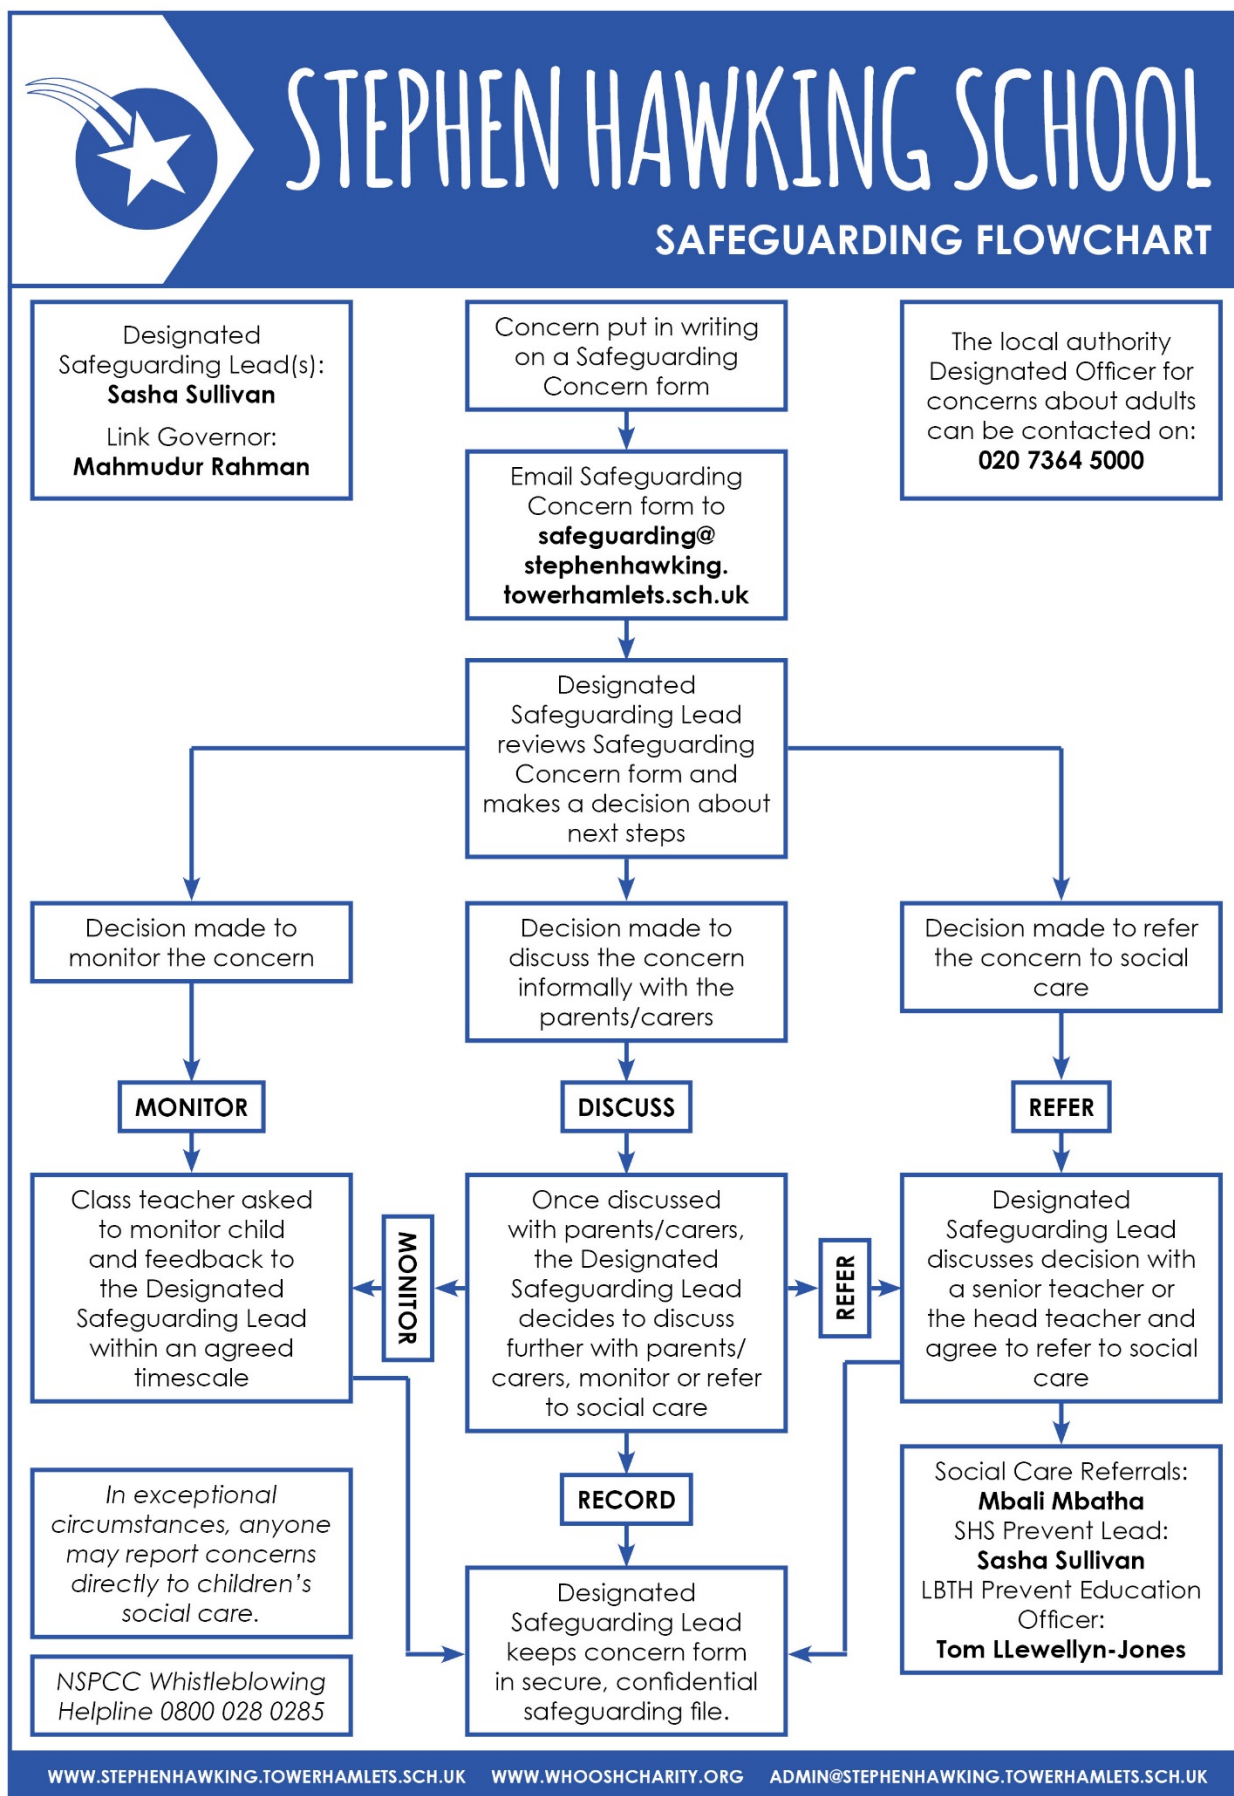 STEPHEN HAWKING SCHOOL
SAFEGUARDING FLOWCHART
Designated
Safeguarding Lead(s):
Sasha Sullivan
Link Governor:
Mahmudur Rahman
Concern put in writing
on a Safeguarding
Concern form
The local authority
Designated Officer for
concerns about adults
can be contacted on:
020 7364 5000
Email Safeguarding
Concern form to
safeguarding@
stephenhawking.
towerhamlets.sch.uk
Designated
Safeguarding Lead
reviews Safeguarding
Concern form and
makes a decision about
next steps
Decision made to
monitor the concern
Decision made to
discuss the concern
informally with the
parents/carers
Decision made to refer
the concern to social
care
MONITOR
DISCUSS
REFER
Class teacher asked
to monitor child
and feedback to
the Designated
Safeguarding Lead
within an agreed
timescale
MONITOR
Once discussed
with parents/carers,
the Designated
Safeguarding Lead
decides to discuss
further with parents/
carers, monitor or refer
to social care
REFER
Designated
Safeguarding Lead
discusses decision with
a senior teacher or
the head teacher and
agree to refer to social
care
RECORD
Social Care Referrals:
Mbali Mbatha
SHS Prevent Lead:
Sasha Sullivan
LBTH Prevent Education
Officer:
Tom LLewellyn-Jones
In exceptional
circumstances, anyone
may report concerns
directly to children's
social care.
Designated
Safeguarding Lead
keeps concern form
in secure, confidential
safeguarding file.
NSPCC Whistleblowing
Helpline 0800 028 0285
WWW.STEPHENHAWKING.TOWERHAMLETS.SCH.UK WWW.WHOOSHCHARITY.ORG ADMIN@STEPHENHAWKING.TOWERHAMLETS.SCH.UK